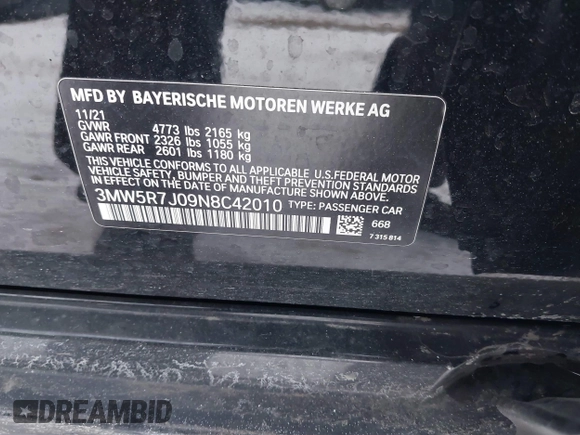 MFD BY BAYERISCHE MOTOREN WERKE AG
11/21
GVWR 4773 lbs 2165 kg
GAWR FRONT 2326 lbs 1055 kg
GAWR REAR 2601 lbs 1180 kg
THIS VEHICLE CONFORMS TO ALL APPLICABLE U.S.FEDERAL MOTOR
VEHICLE SAFETY, BUMPER AND THEFT PREVENTION STANDARDS
IN EFFECT ON THE DATE OF MANUFACTURE SHOWN ABOVE.
3MW5R7J09N8C42010 TYPE: PASSENGER CAR
668
7 315 814
DREAMBID